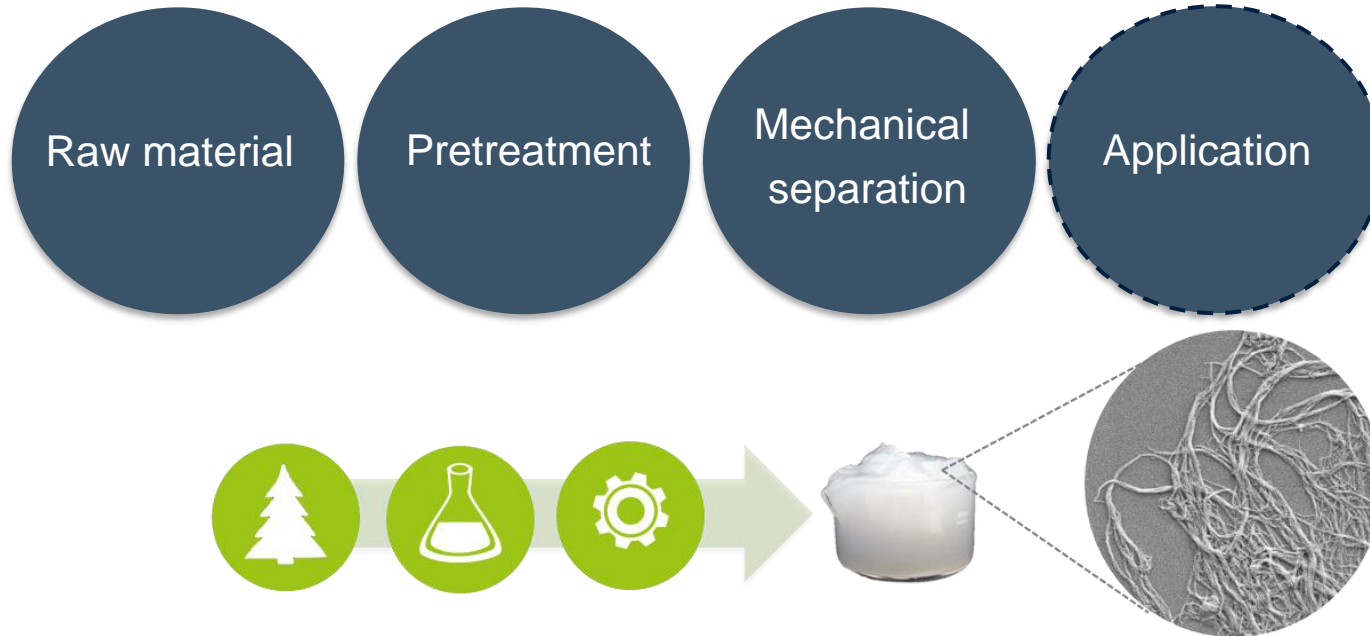 Raw material
Pretreatment
Mechanical
separation
Application